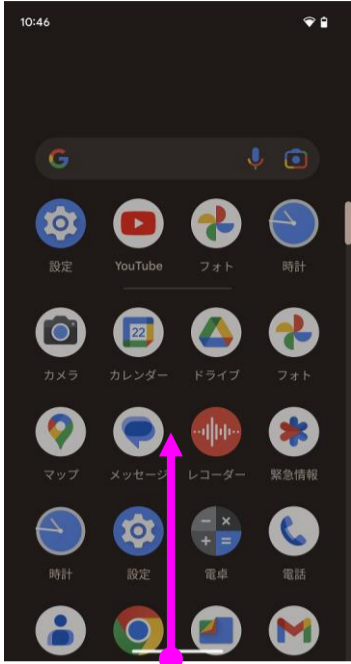 10:46
設定 YouTube フォト 時計
22
カメラ カレンダー ドライブ フォト
マップ メッセージ レコーダー 緊急情報
時計 設定 電卓 電話